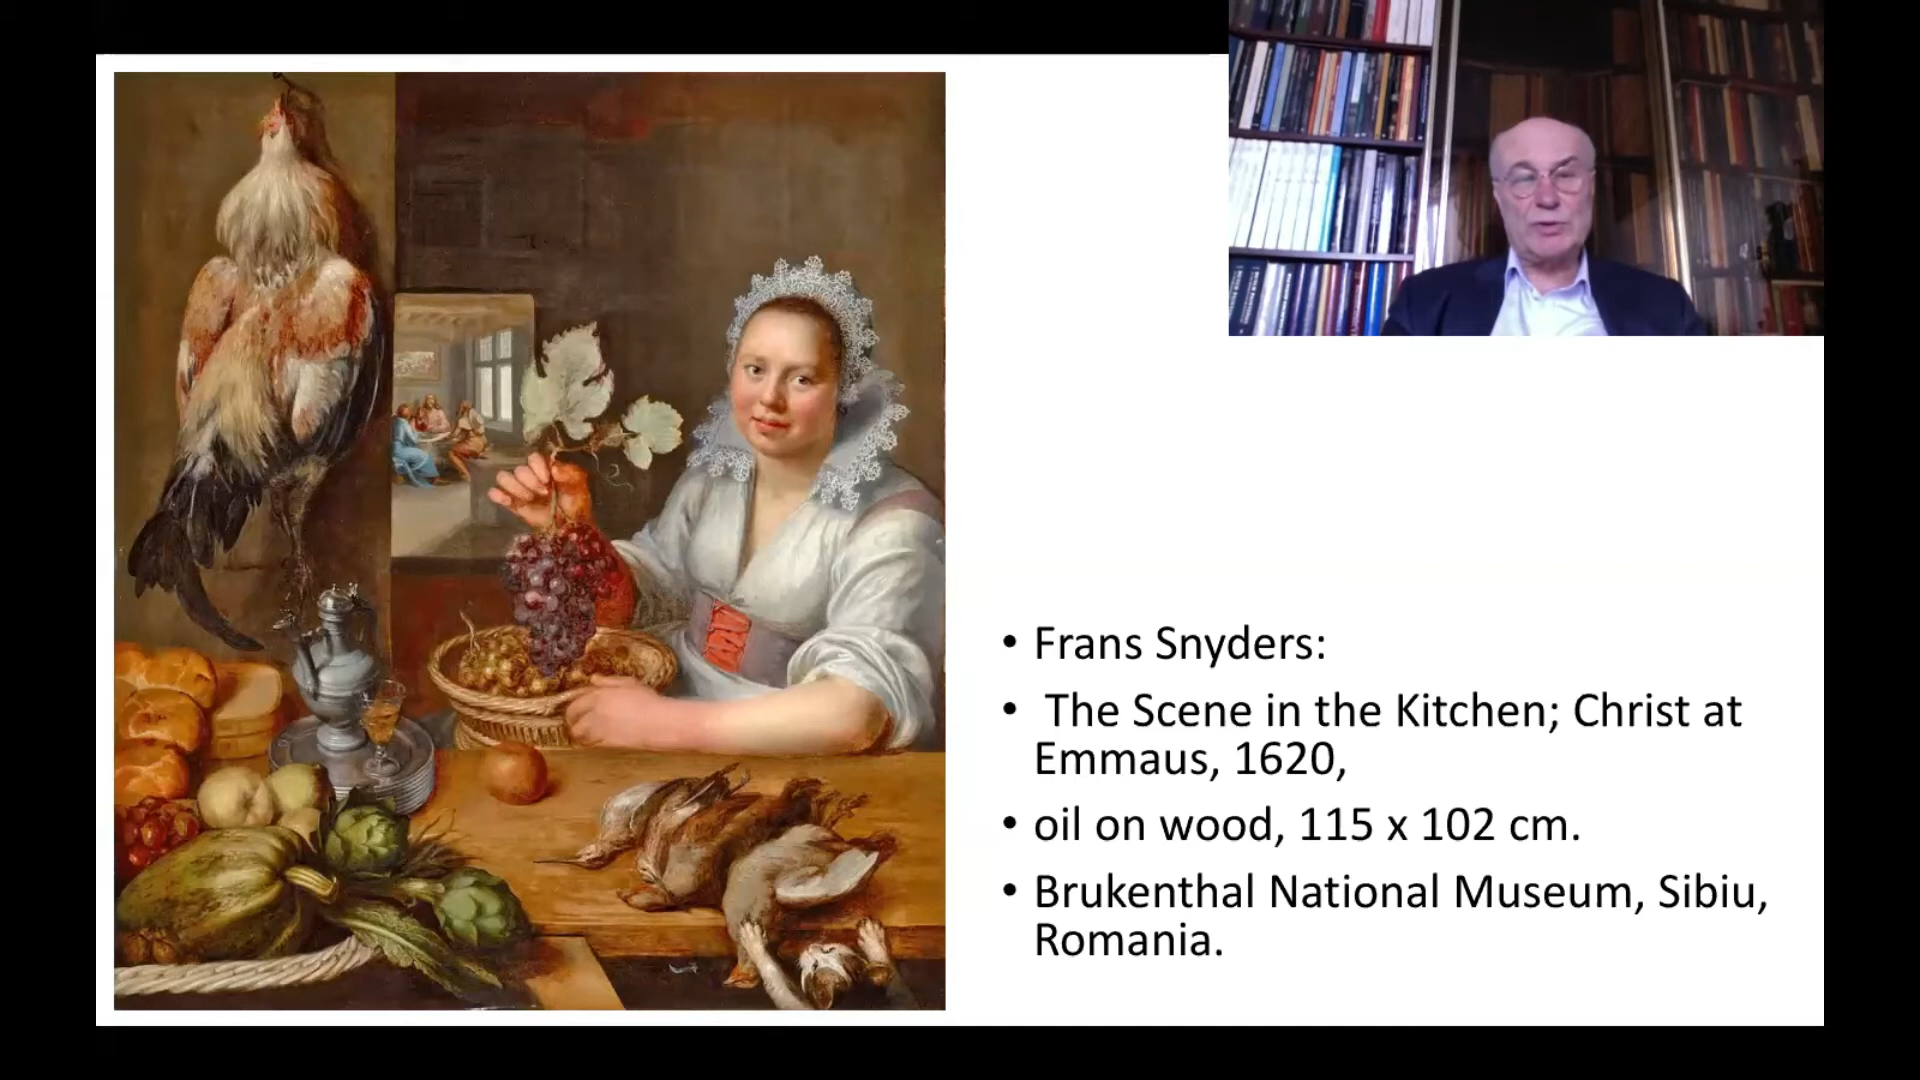 • Frans Snyders:
• The Scene in the Kitchen; Christ at
Emmaus, 1620,
• oil on wood, 115 x 102 cm.
• Brukenthal National Museum, Sibiu,
Romania.